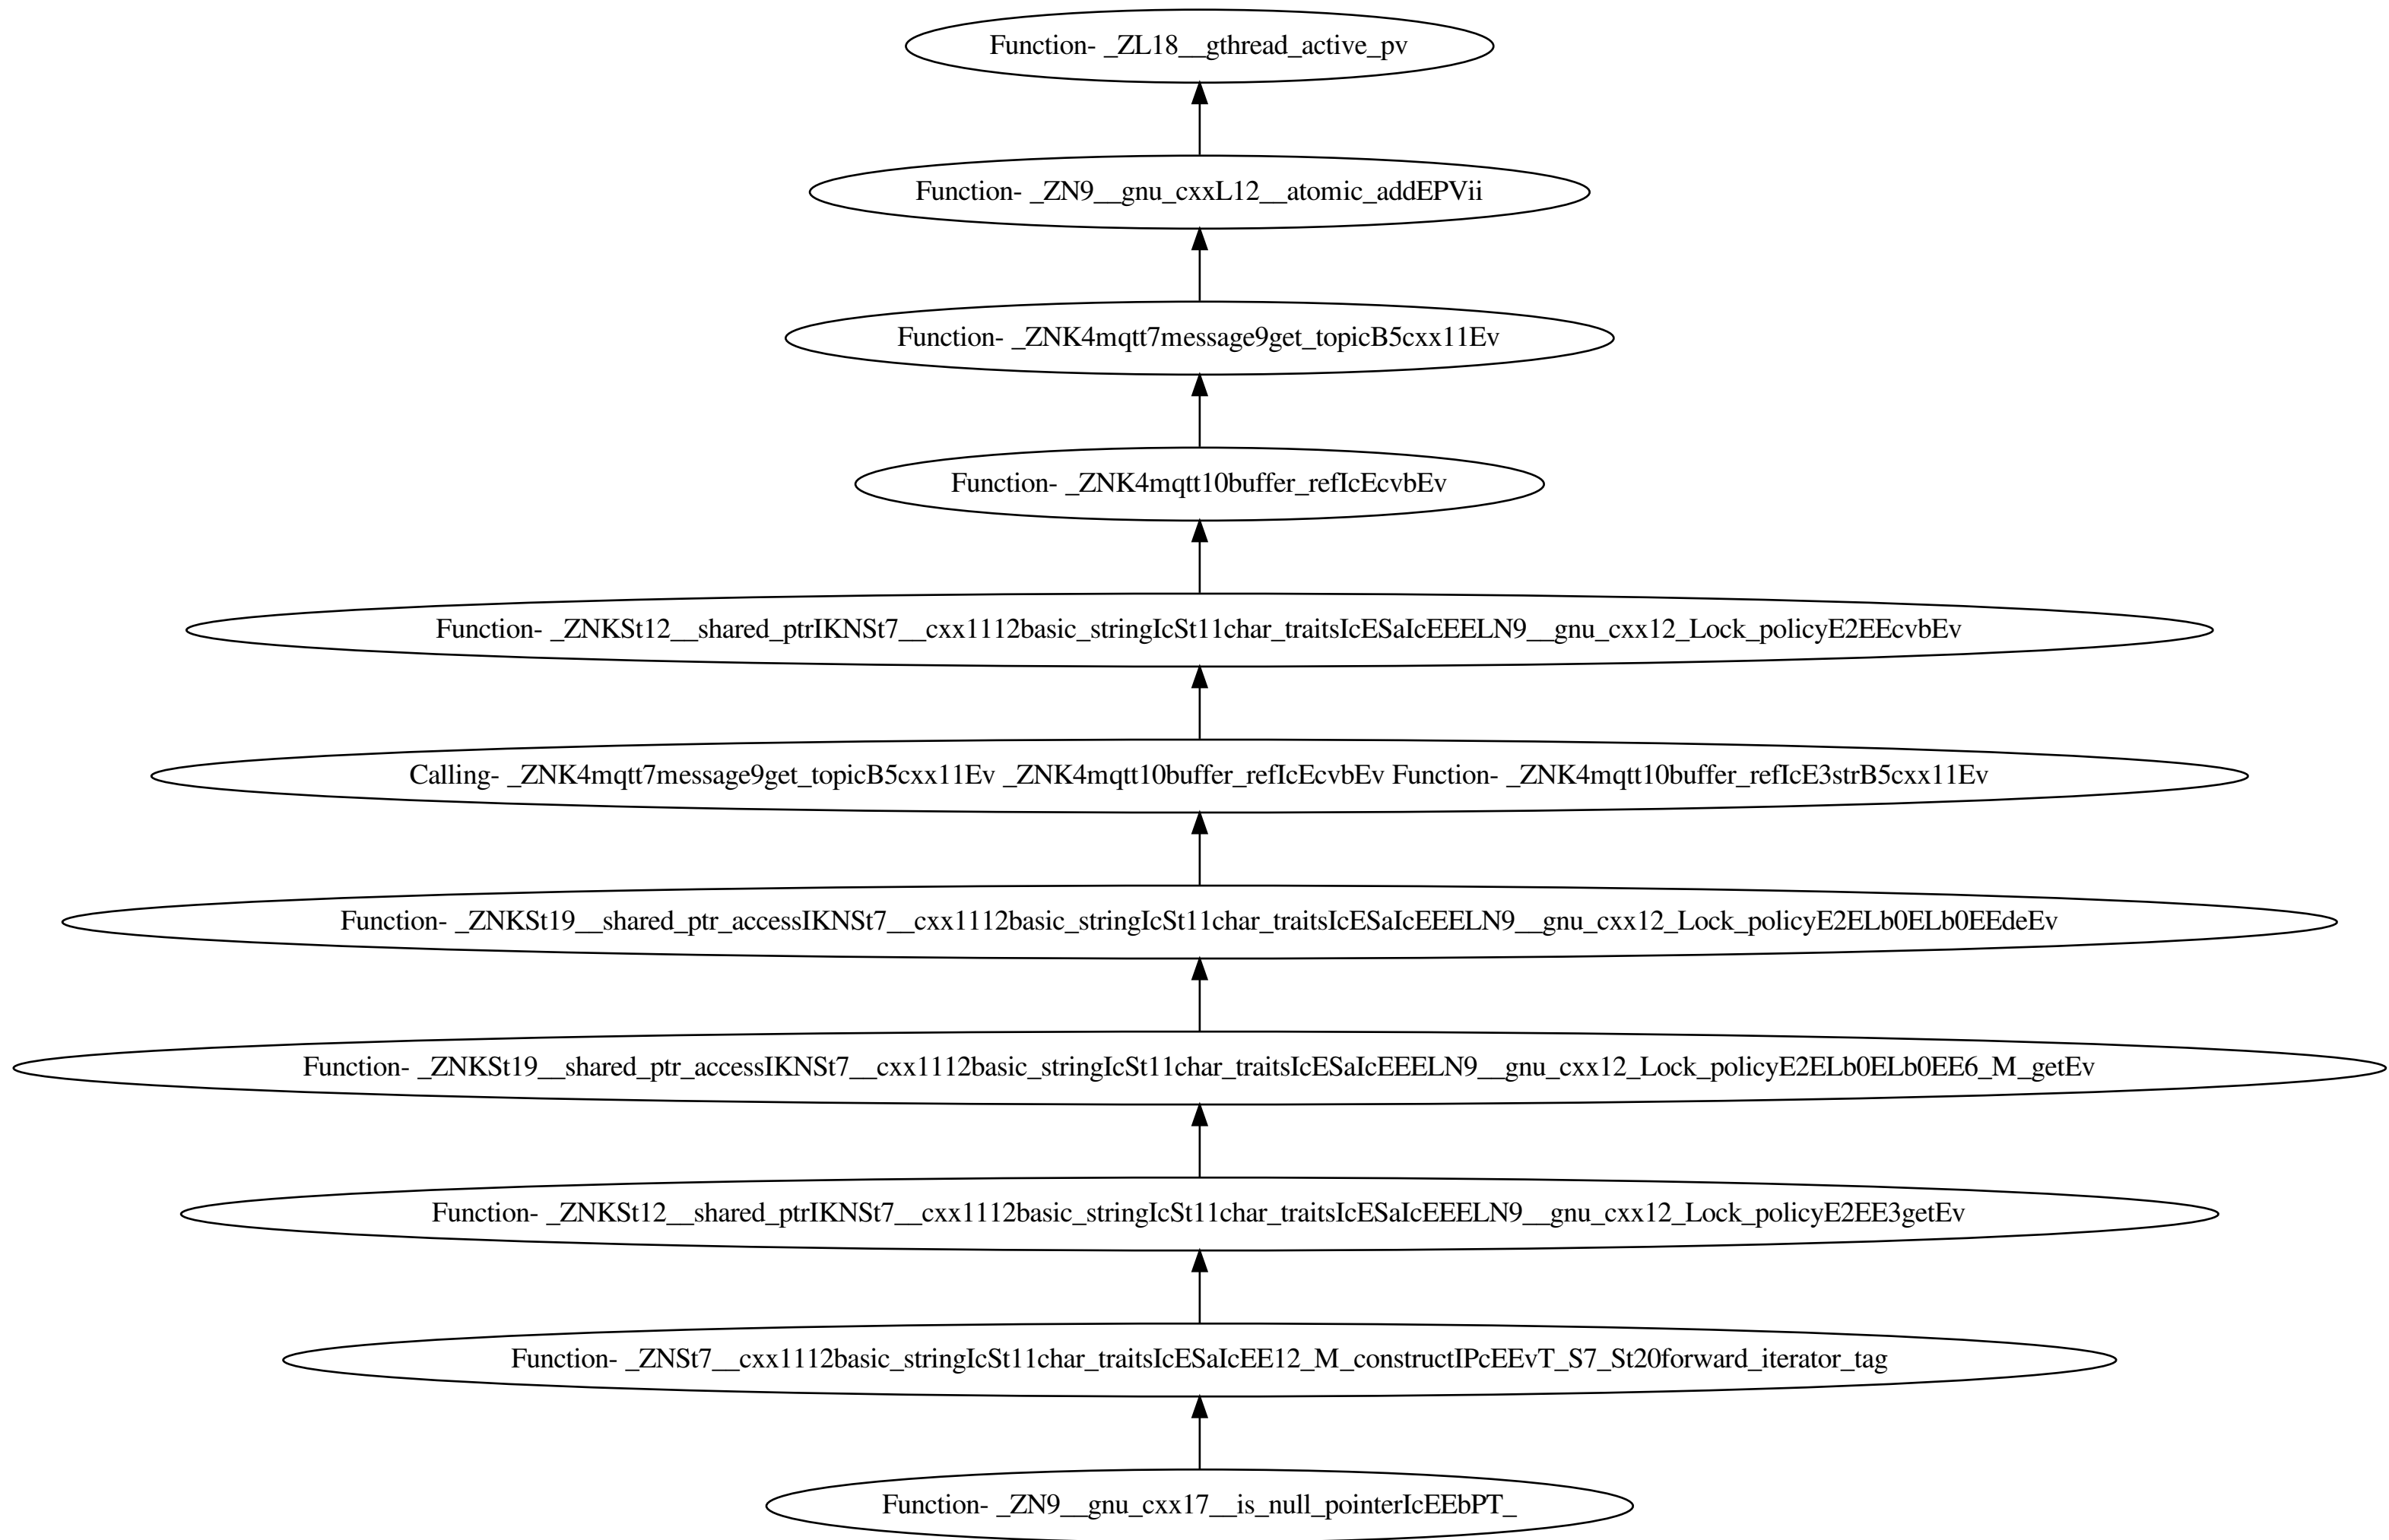 Function- _ZL18__gthread_active_pv
Function- _ZN9__gnu_cxxL12__atomic_addEPVii
Function- _ZNK4mqtt7message9get_topicB5cxx11Ev
Function- _ZNK4mqtt10buffer_refIcEcvbEv
Function- _ZNKSt12__shared_ptrIKNSt7__cxx1112basic_stringIcSt11char_traitsIcESaIcEEELN9__gnu_cxx12_Lock_policyE2EEcvbEv
Calling- _ZNK4mqtt7message9get_topicB5cxx11Ev _ZNK4mqtt10buffer_refIcEcvbEv Function- _ZNK4mqtt10buffer_refIcE3strB5cxx11Ev
Function- _ZNKSt19__shared_ptr_accessIKNSt7__cxx1112basic_stringIcSt11char_traitsIcESaIcEEELN9__gnu_cxx12_Lock_policyE2ELb0ELb0EEdeEv
Function- _ZNKSt19__shared_ptr_accessIKNSt7__cxx1112basic_stringIcSt11char_traitsIcESaIcEEELN9__gnu_cxx12_Lock_policyE2ELb0ELb0EE6_M_getEv
Function- _ZNKSt12__shared_ptrIKNSt7__cxx1112basic_stringIcSt11char_traitsIcESaIcEEELN9__gnu_cxx12_Lock_policyE2EE3getEv
Function- _ZNSt7__cxx1112basic_stringIcSt11char_traitsIcESaIcEE12_M_constructIPcEEvT_S7_St20forward_iterator_tag
Function- _ZN9__gnu_cxx17__is_null_pointerIcEEbPT_